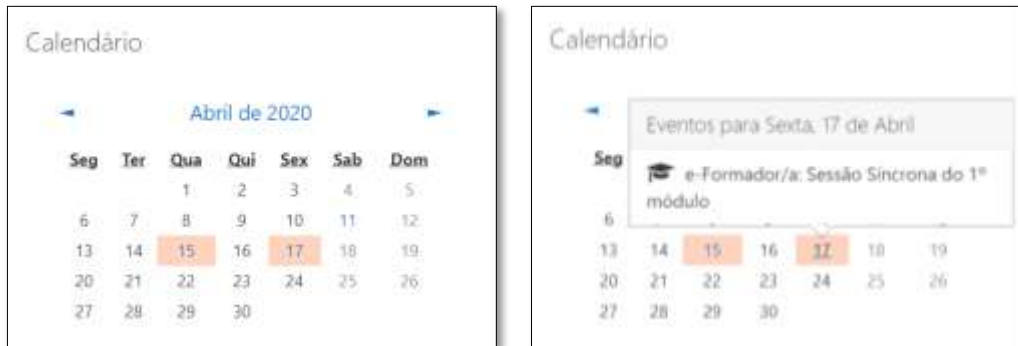 Calendário
◄ Abril de 2020 ►
Seg Ter Qua Qui Sex Sab Dom
1 2 3 4 5
6 7 8 9 10 11 12
13 14 15 16 17 18 19
20 21 22 23 24 25 26
27 28 29 30
Calendário
◄
Eventos para Sexta, 17 de Abril
Seg
e-Formador/a: Sessão Síncrona do 1º
módulo
6
13 14 15 16 17 18 19
20 21 22 23 24 25 26
27 28 29 30